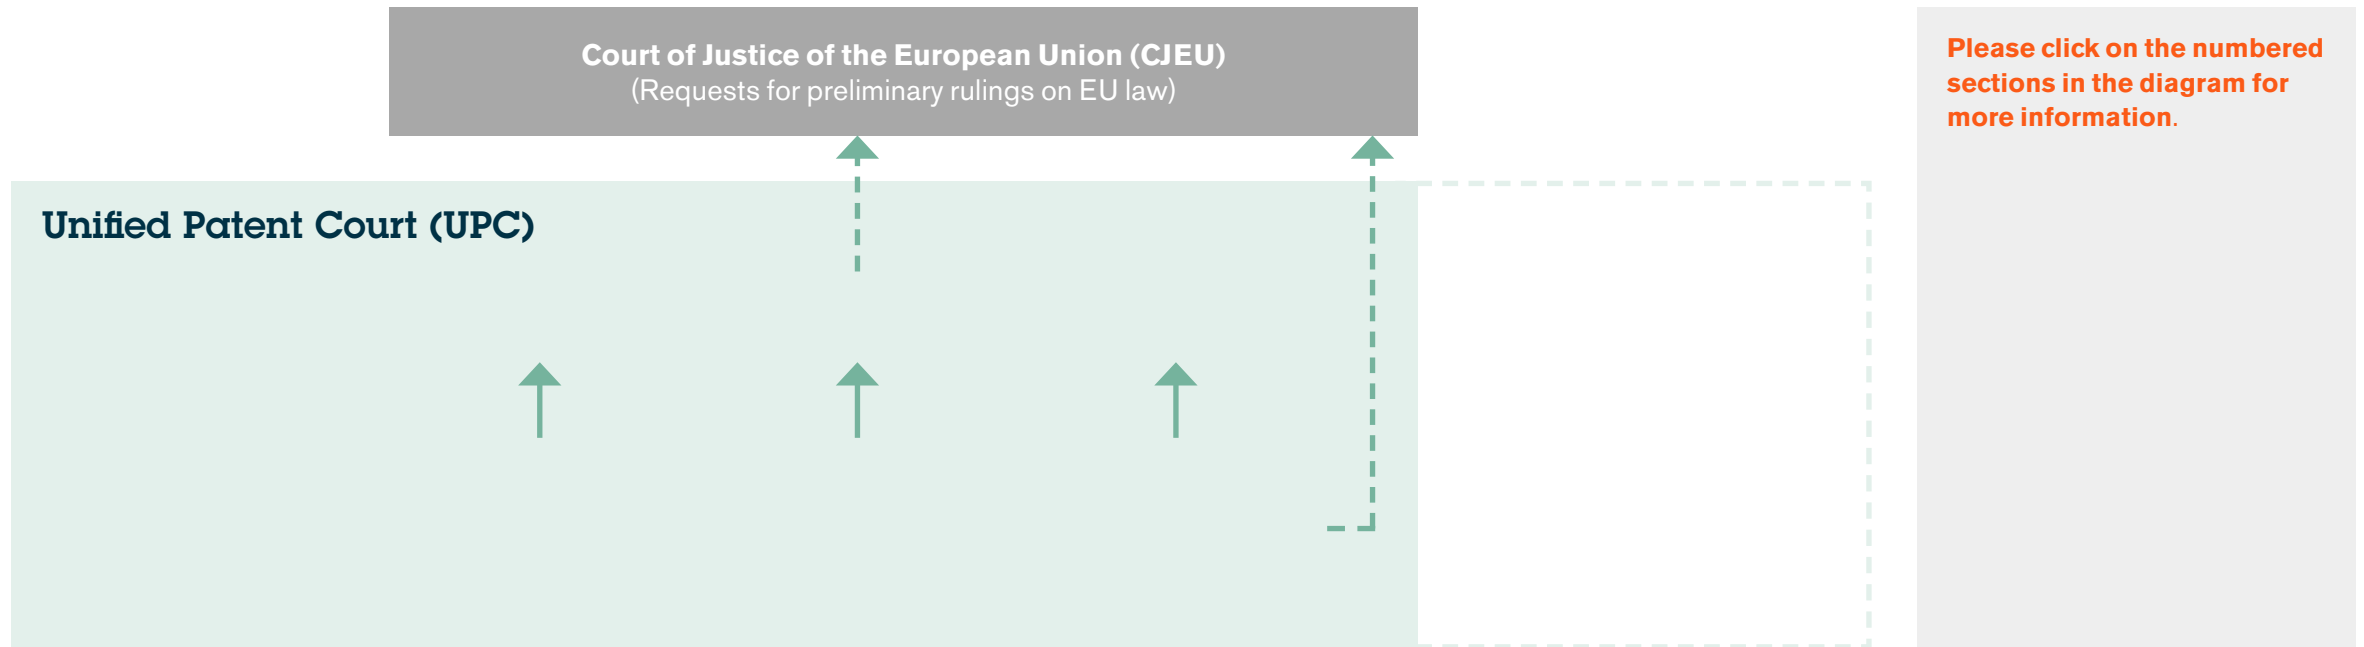 Court of Justice of the European Union (CJEU)
(Requests for preliminary rulings on EU law)
Please click on the numbered
sections in the diagram for
more information.
Unified Patent Court (UPC)